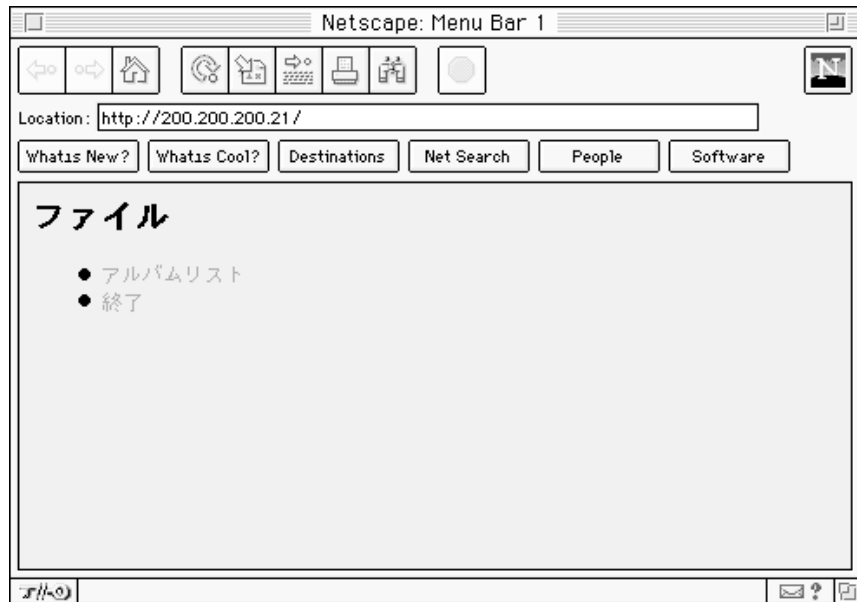 Netscape: Menu Bar 1
N
Location: http://200.200.200.21/
What's New? What's Cool? Destinations Net Search People Software
ファイル
● アルバムリスト
● 終了
?